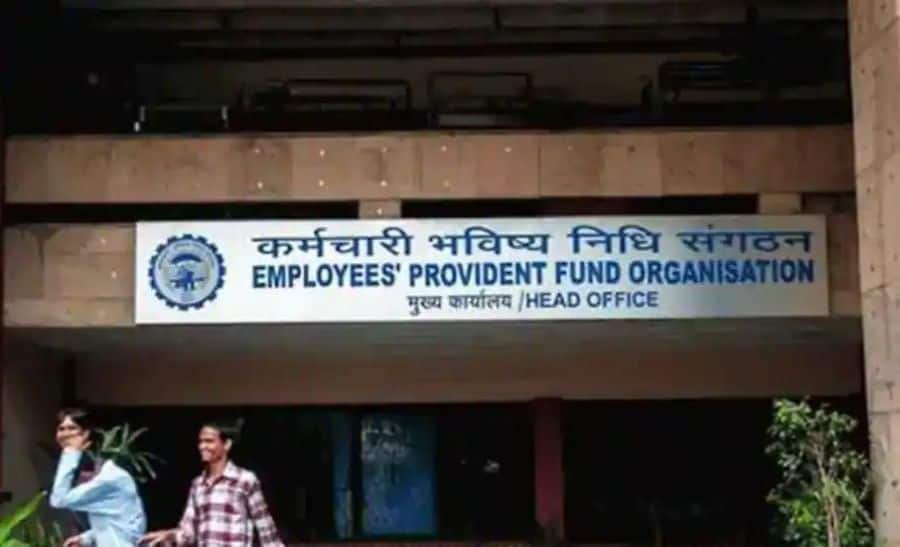 कर्मचारी भविष्य निधि संगठन
EMPLOYEES' PROVIDENT FUND ORGANISATION
मुख्य कार्यालय /HEAD OFFICE